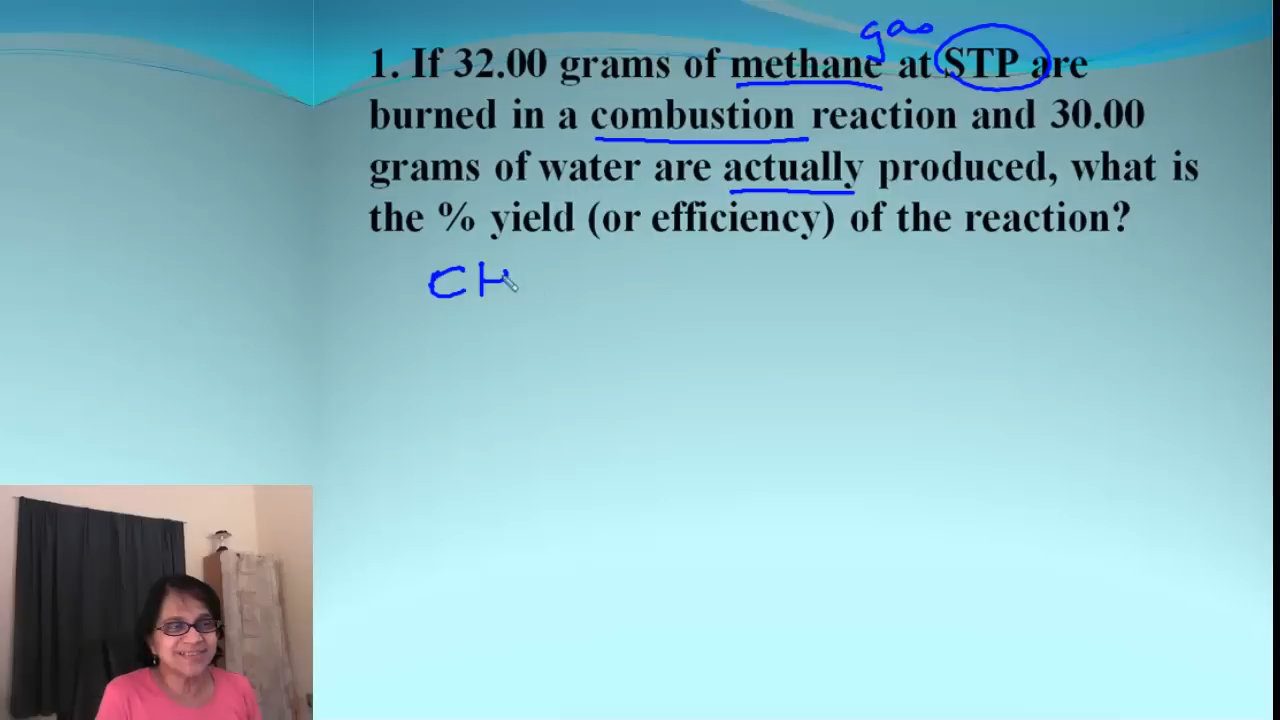 gas
1. If 32.00 grams of methane at STP are
burned in a combustion reaction and 30.00
grams of water are actually produced, what is
the % yield (or efficiency) of the reaction?
CH